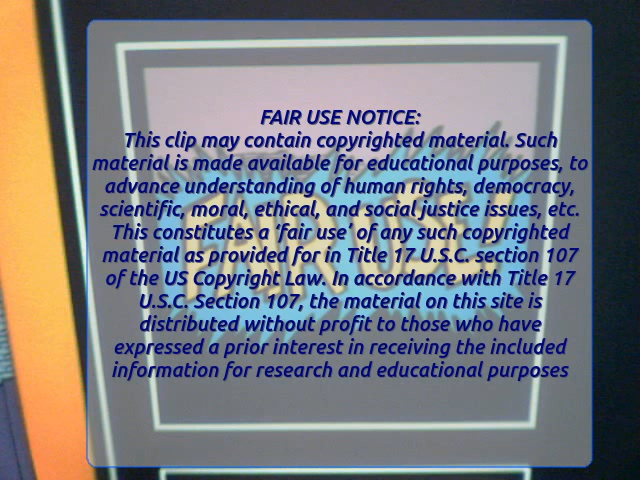 FAIR USE NOTICE:
This clip may contain copyrighted material. Such
material is made available for educational purposes, to
advance understanding of human rights, democracy,
scientific, moral, ethical, and social justice issues, etc.
This constitutes a ‘fair use’ of any such copyrighted
material as provided for in Title 17 U.S.C. section 107
of the US Copyright Law. In accordance with Title 17
U.S.C. Section 107, the material on this site is
distributed without profit to those who have
expressed a prior interest in receiving the included
information for research and educational purposes
FAIR USE!